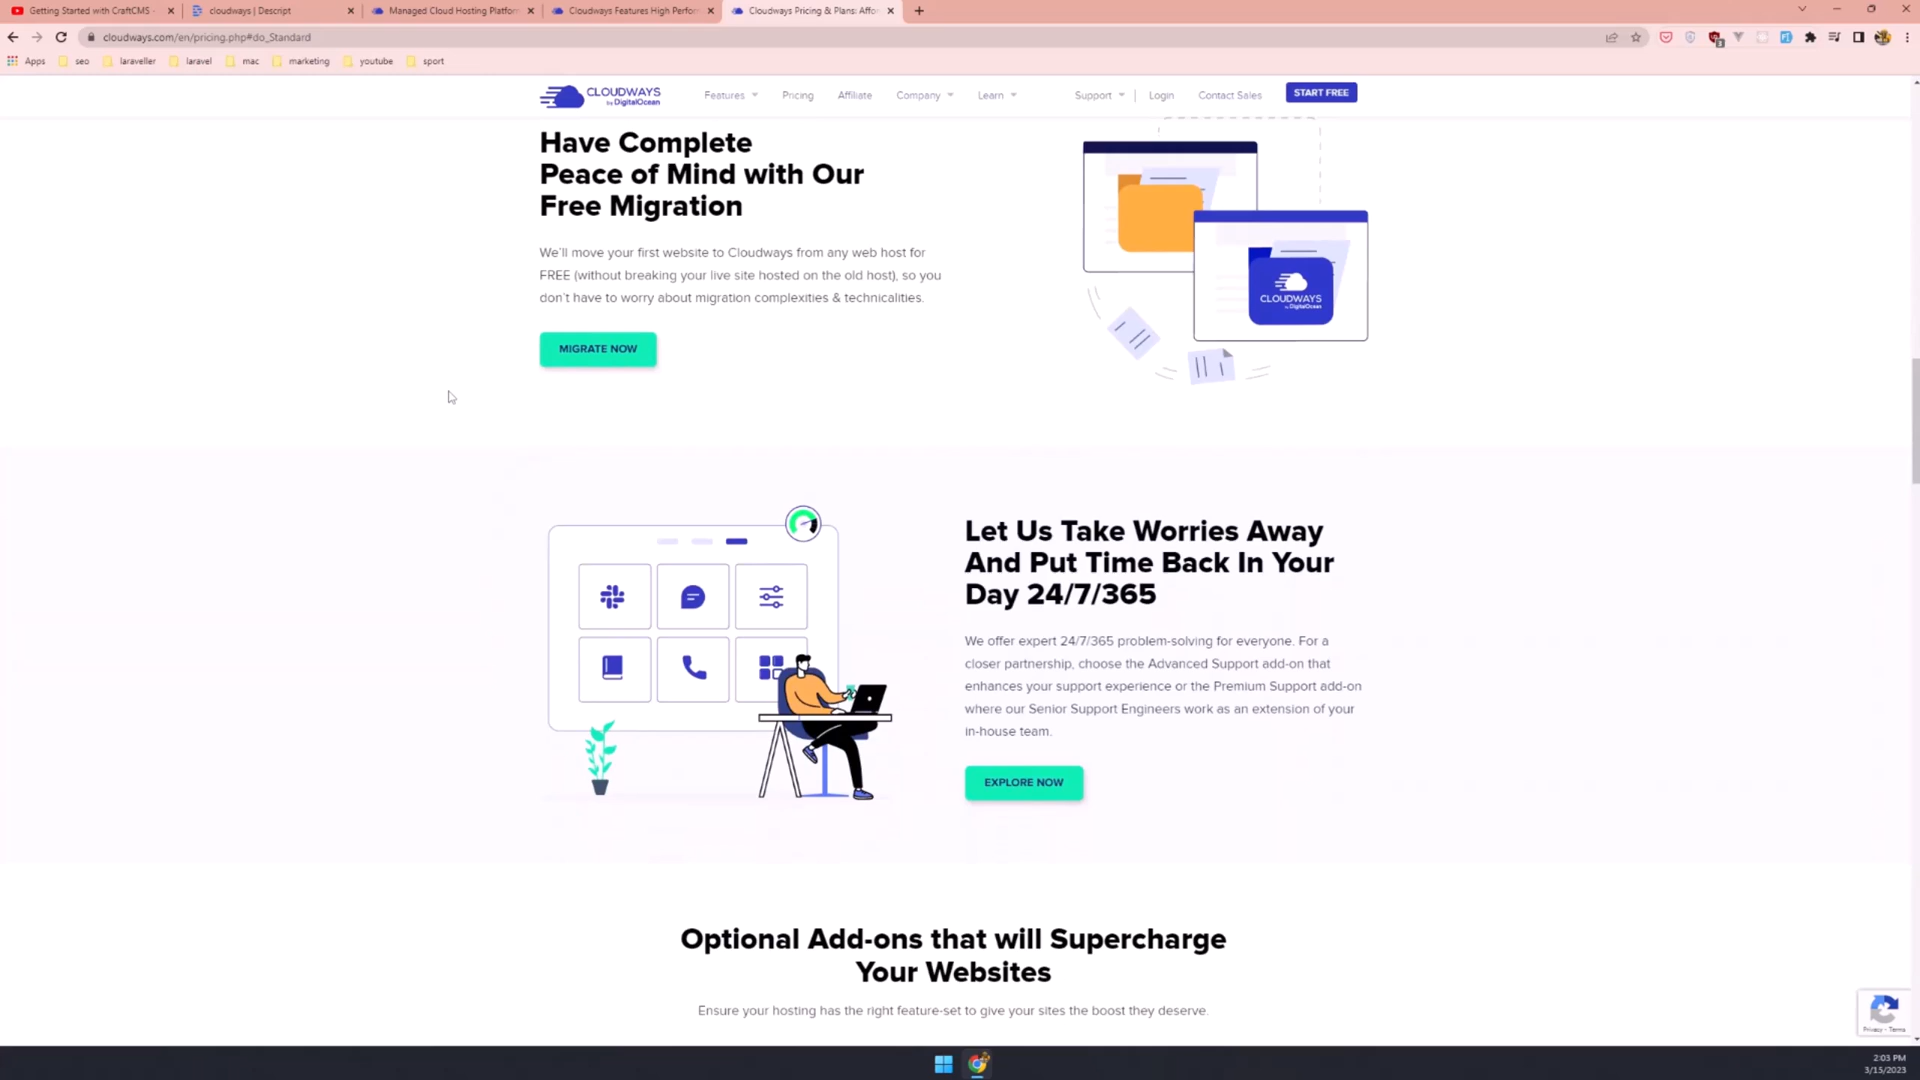 Getting Started with CraftCMS -
cloudways | Descript
Managed Cloud Hosting Platfor
Cloudways Features High Perfor
Cloudways Pricing & Plans: Affo
cloudways.com/en/pricing.php#do_Standard
Apps
seo
laraveller
laravel
mac
marketing
youtube
sport
CLOUDWAYS
by DigitalOcean
Features
Pricing
Affiliate
Company
Learn
Support
Login
Contact Sales
START FREE
Have Complete
Peace of Mind with Our
Free Migration
We'll move your first website to Cloudways from any web host for
FREE (without breaking your live site hosted on the old host), so you
don't have to worry about migration complexities & technicalities.
MIGRATE NOW
CLOUDWAYS
by DigitalOcean
Let Us Take Worries Away
And Put Time Back In Your
Day 24/7/365
We offer expert 24/7/365 problem-solving for everyone. For a
closer partnership, choose the Advanced Support add-on that
enhances your support experience or the Premium Support add-on
where our Senior Support Engineers work as an extension of your
in-house team.
EXPLORE NOW
Optional Add-ons that will Supercharge
Your Websites
Ensure your hosting has the right feature-set to give your sites the boost they deserve.
Privacy - Terms
2:03 PM
3/15/2023